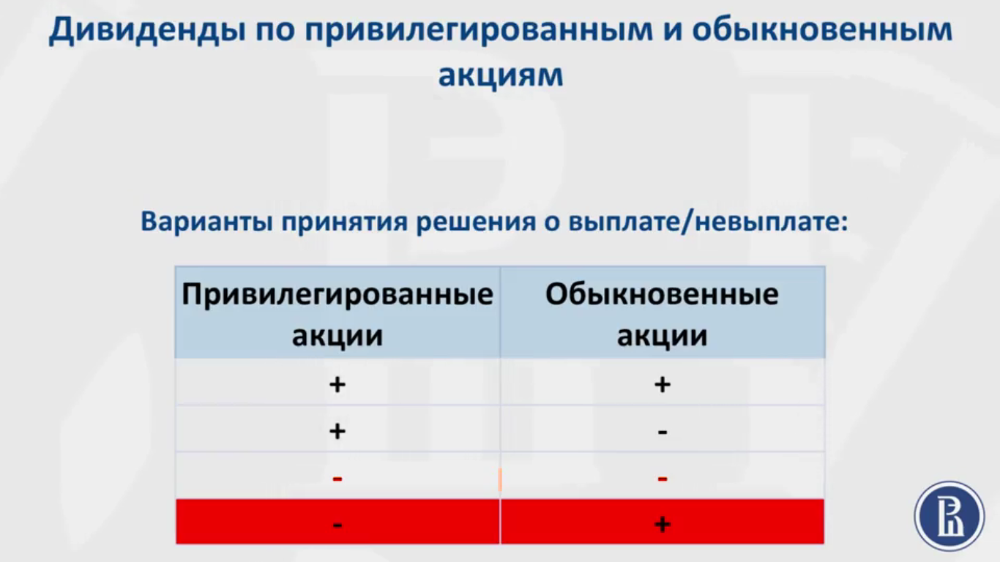 Дивиденды по привилегированным и обыкновенным
акциям
Варианты принятия решения о выплате/невыплате:
Привилегированные
акции
Обыкновенные
акции
+ +
+ -
- -
- +